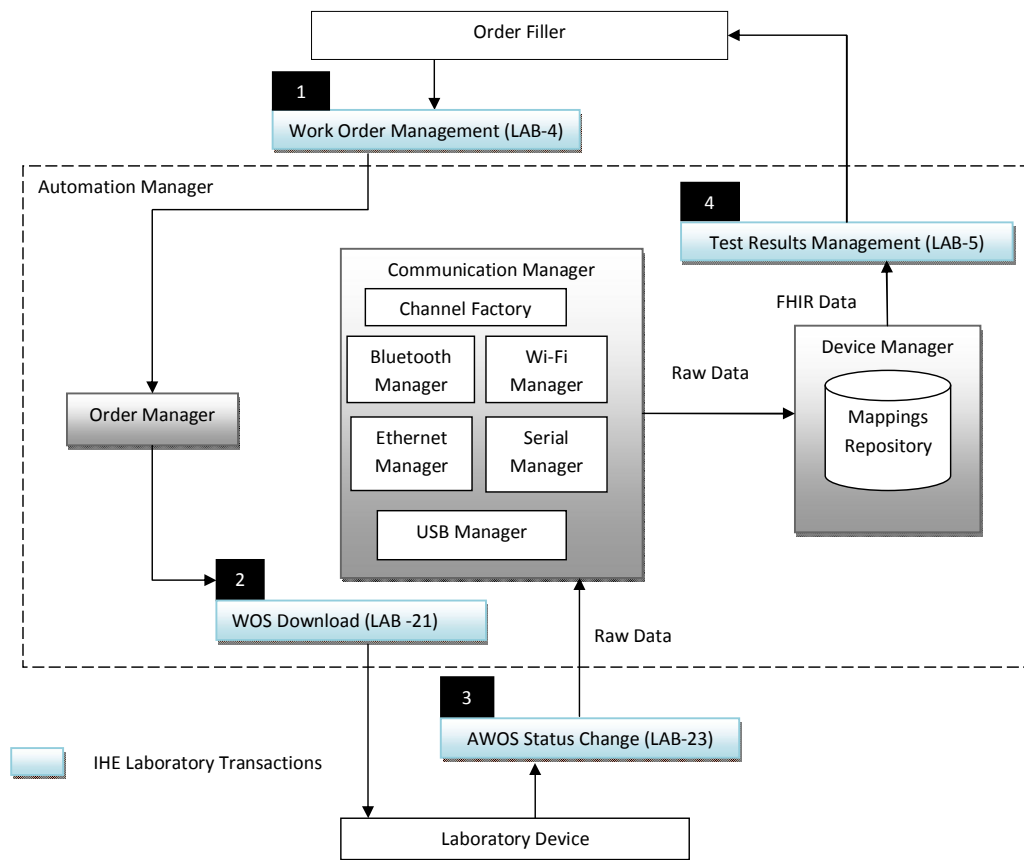 Order Filler
1
Work Order Management (LAB-4)
Automation Manager
4
Test Results Management (LAB-5)
Communication Manager
Channel Factory
FHIR Data
Bluetooth
Manager
Wi-Fi
Manager
Raw Data
Device Manager
Mappings
Repository
Order Manager
Ethernet
Manager
Serial
Manager
USB Manager
2
WOS Download (LAB -21)
Raw Data
3
AWOS Status Change (LAB-23)
IHE Laboratory Transactions
Laboratory Device